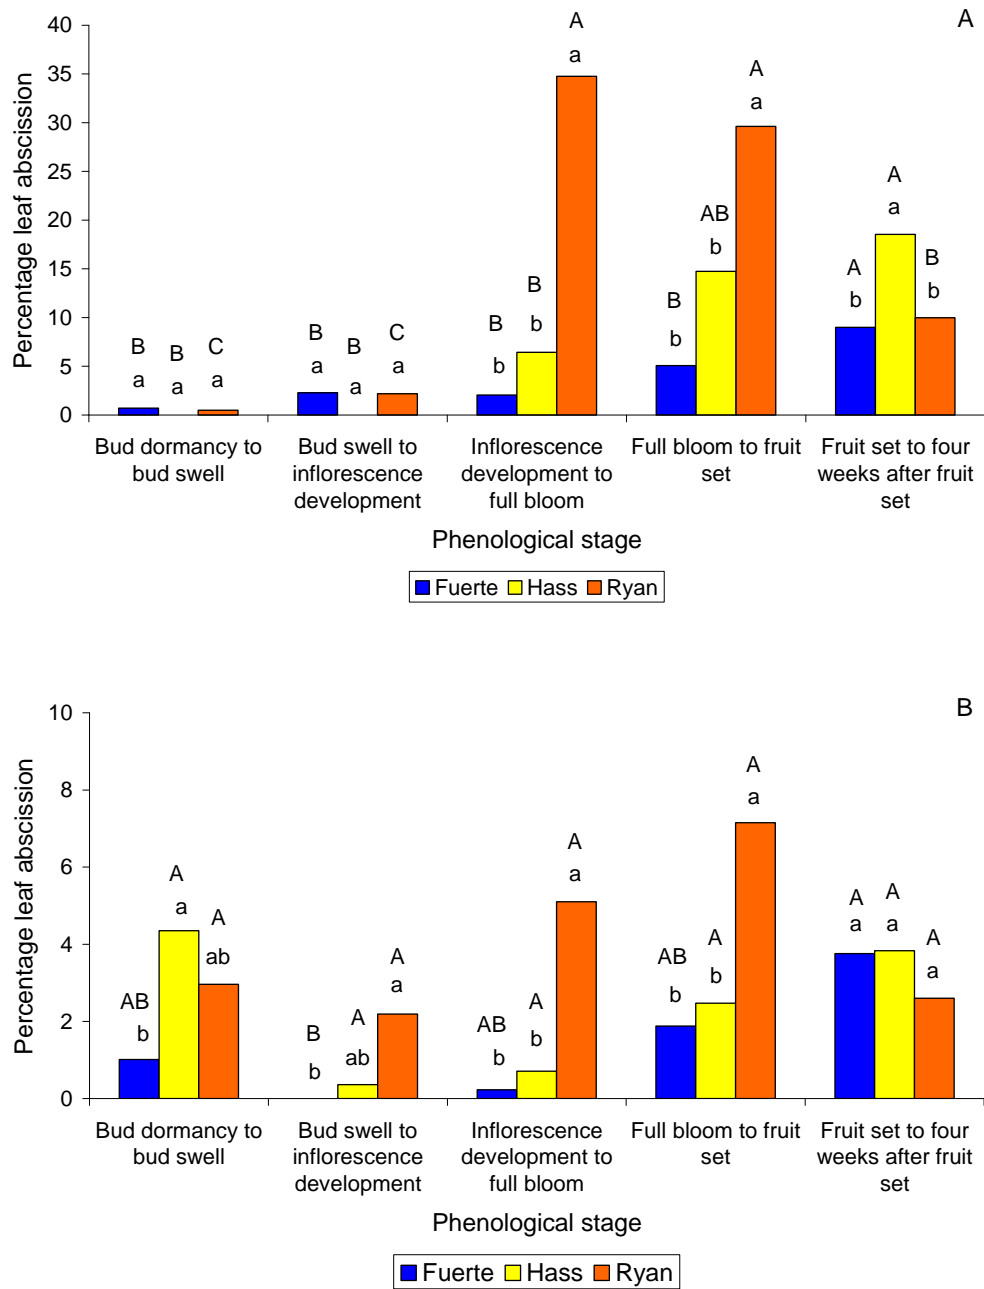 A
Percentage leaf abscission
40
35
30
25
20
15
10
5
0
B B C
a a a
B B C
a a a
B B A
b b a
B AB A
b b a
A A B
b a b
Bud dormancy to
bud swell
Bud swell to
inflorescence
development
Inflorescence
development to
full bloom
Full bloom to fruit
set
Fruit set to four
weeks after fruit
set
Phenological stage
Fuerte Hass Ryan
B
Percentage leaf abscission
10
8
6
4
2
0
AB A A
b a ab
B A A
b ab a
AB A A
b b a
AB A A
b b a
A A A
a a a
Bud dormancy to
bud swell
Bud swell to
inflorescence
development
Inflorescence
development to
full bloom
Full bloom to fruit
set
Fruit set to four
weeks after fruit
set
Phenological stage
Fuerte Hass Ryan